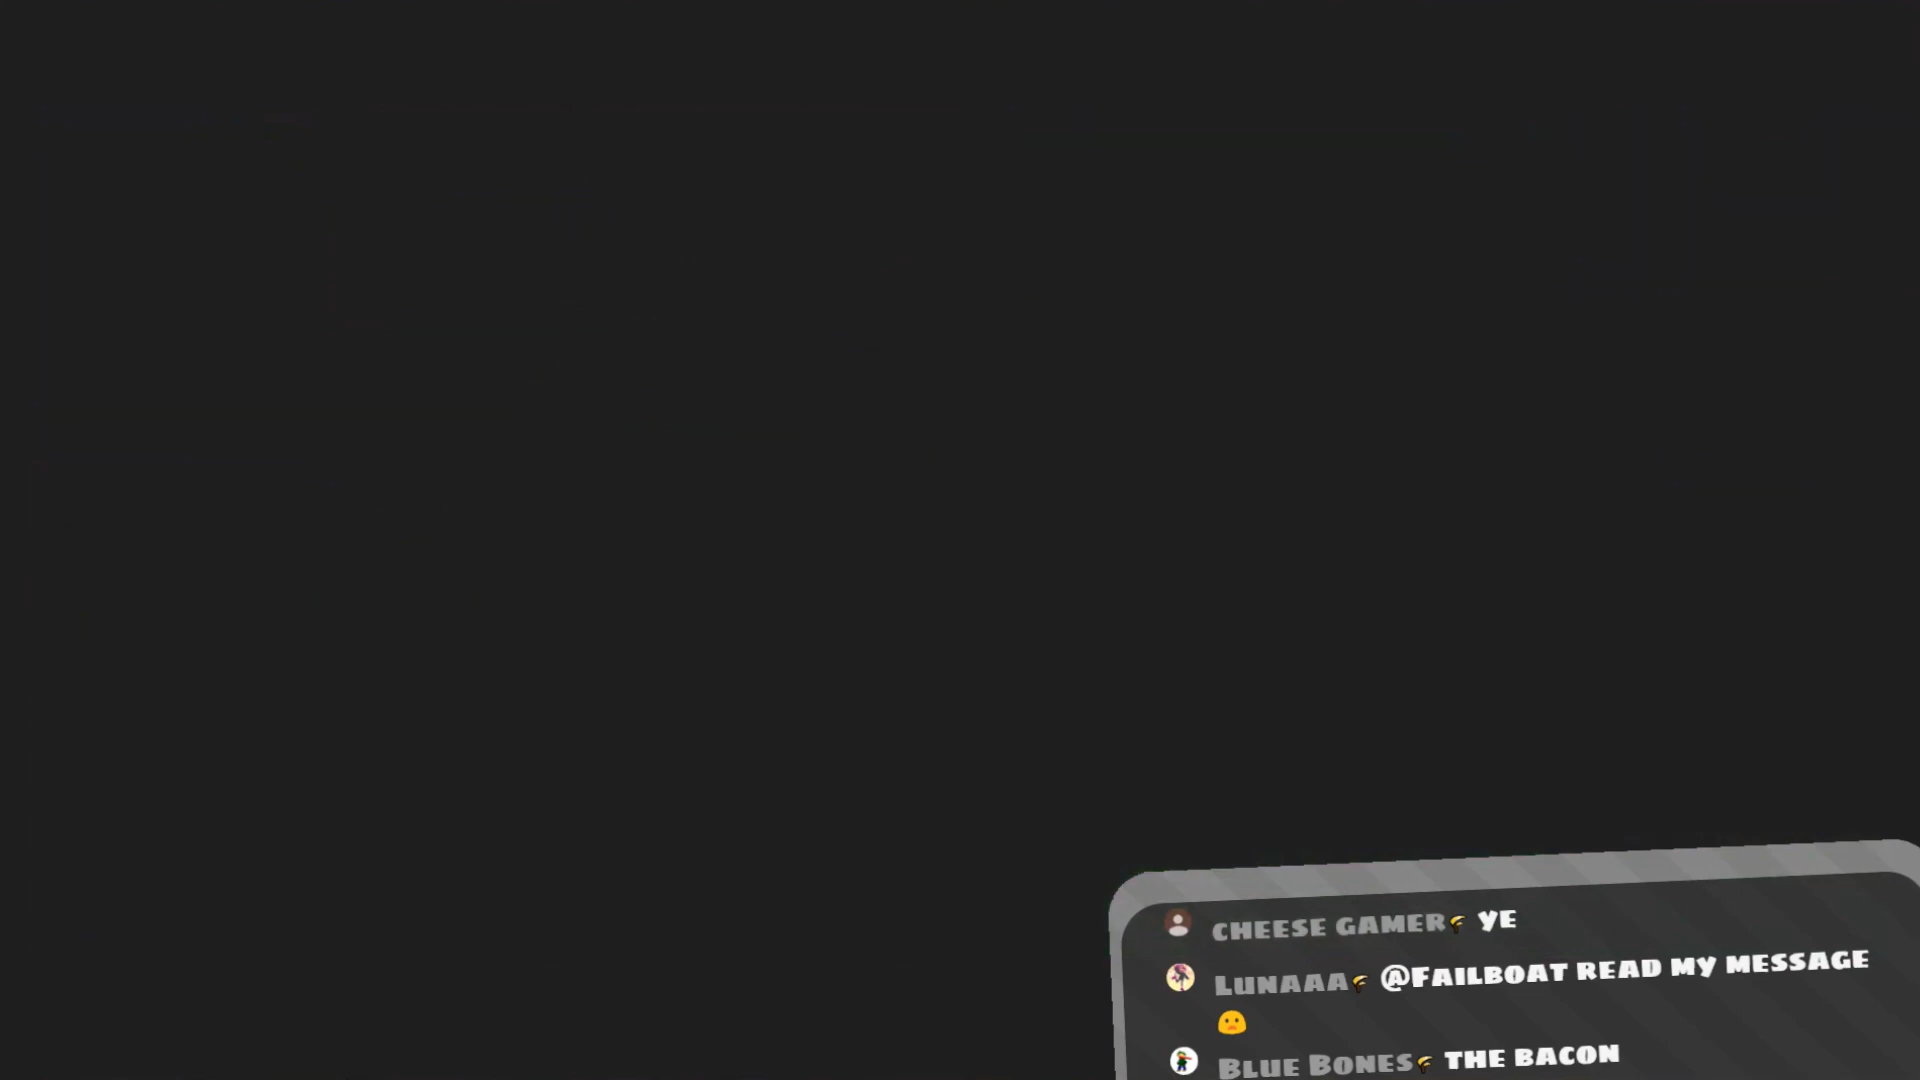 CHEESE GAMER YE
LUNAAA @FAILBOAT READ MY MESSAGE
BLUE BONES THE BACON